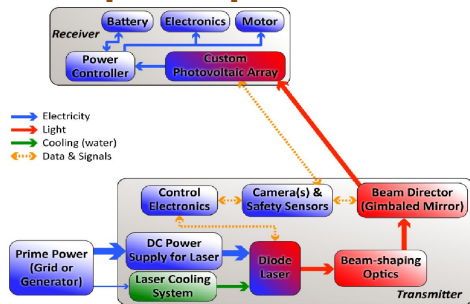 Battery
Electronics
Motor
Receiver
Power
Controller
Custom
Photovoltaic Array
Electricity
Light
Cooling (water)
Data & Signals
Control
Electronics
Camera(s) &
Safety Sensors
Beam Director
(Gimbaled Mirror)
Prime Power
(Grid or
Generator)
DC Power
Supply for Laser
Laser Cooling
System
Diode
Laser
Beam-shaping
Optics
Transmitter